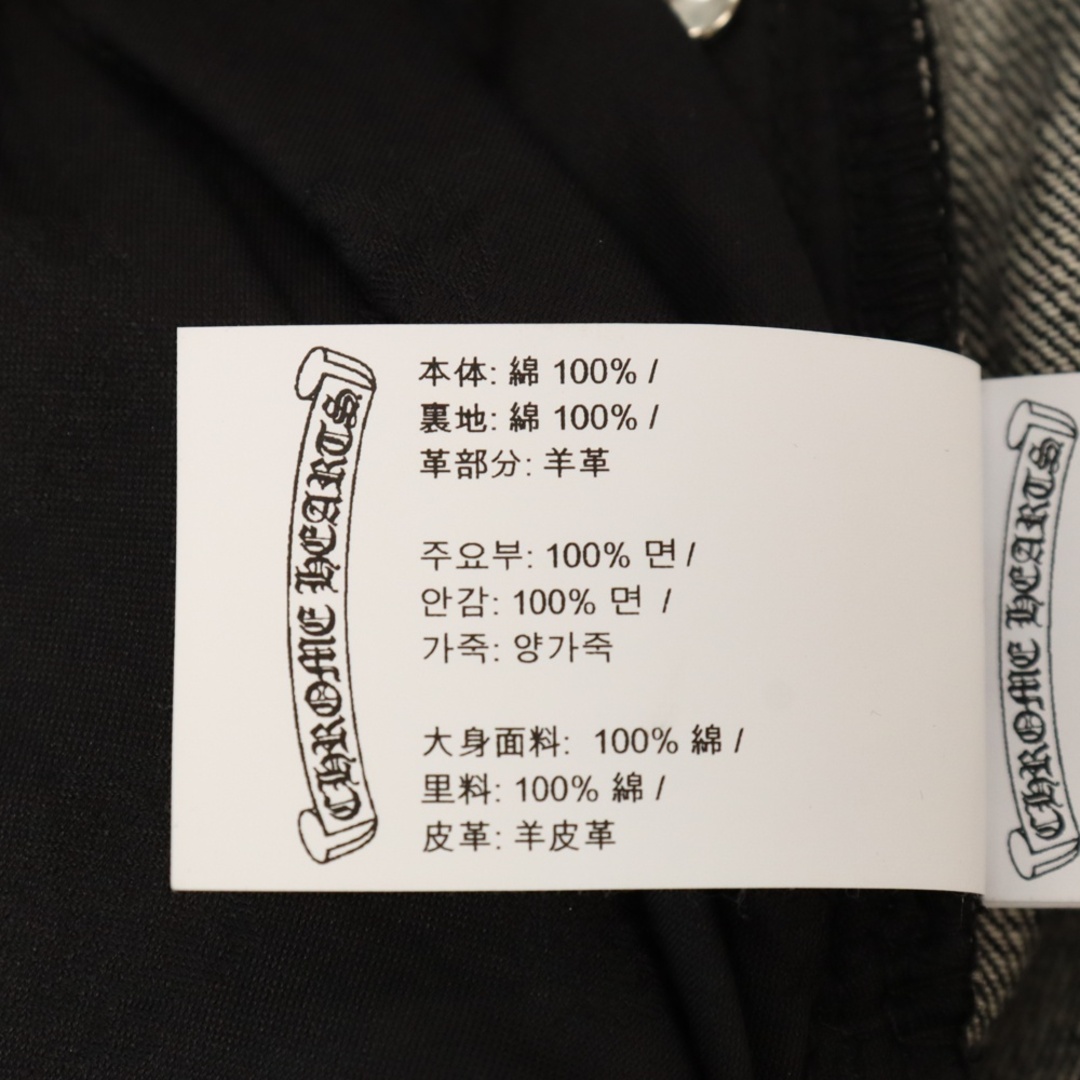 CHROME HEARTS
本体: 綿 100% /
裏地: 綿 100% /
革部分: 羊革
주요부: 100% 면 /
안감: 100% 면 /
가죽: 양가죽
大身面料: 100% 綿 /
里料: 100% 綿 /
皮革: 羊皮革
CHROME HEARTS